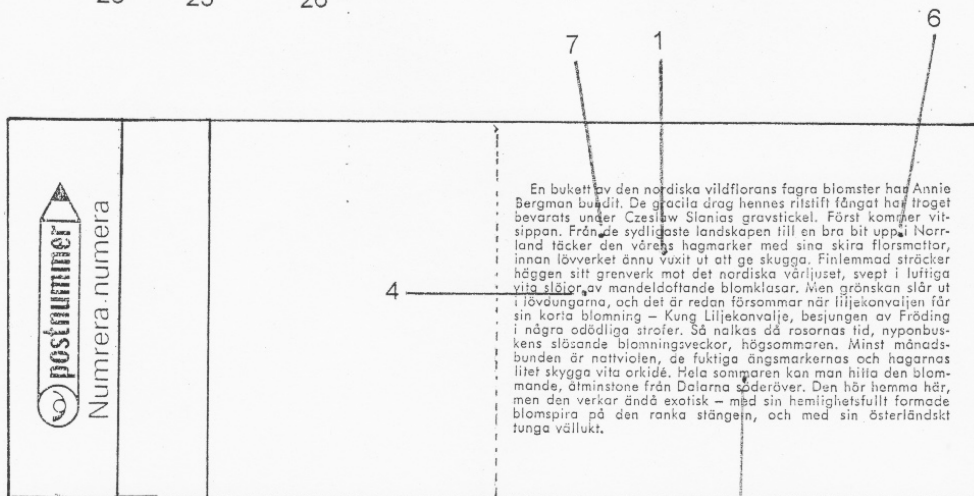 25 26
7 1 6
4
postnummer
Numrera numera
En bukett av den nordiska vildflorans fagra blomster har Annie
Bergman bundit. De gracila drag hennes ritstift fångat har troget
bevarats under Czeslaw Slanias gravstickel. Först kommer vit-
sippan. Från de sydligaste landskapen till en bra bit upp i Norr-
land täcker den vårens hagmarker med sina skira florsmattor,
innan lövverket ännu vuxit ut att ge skugga. Finlemmad sträcker
häggen sitt grenverk mot det nordiska vårljuset, svept i luftiga
vita slöjor av mandeldoftande blomklasar. Men grönskan slår ut
i lövdungarna, och det är redan försommar när liljekonvaljen får
sin korta blomning – Kung Liljekonvalje, besjungen av Fröding
i några odödliga strofer. Så nalkas då rosornas tid, nyponbus-
kens slösande blomningsveckor, högsommaren. Minst månads-
bunden är nattviolen, de fuktiga ängsmarkernas och hagarnas
litet skygga vita orkidé. Hela sommaren kan man hitta den blom-
mande, åtminstone från Dalarna söderöver. Den hör hemma här,
men den verkar ändå exotisk – med sin hemlighetsfullt formade
blomspira på den ranka stängeln, och med sin österländskt
tunga vällukt.